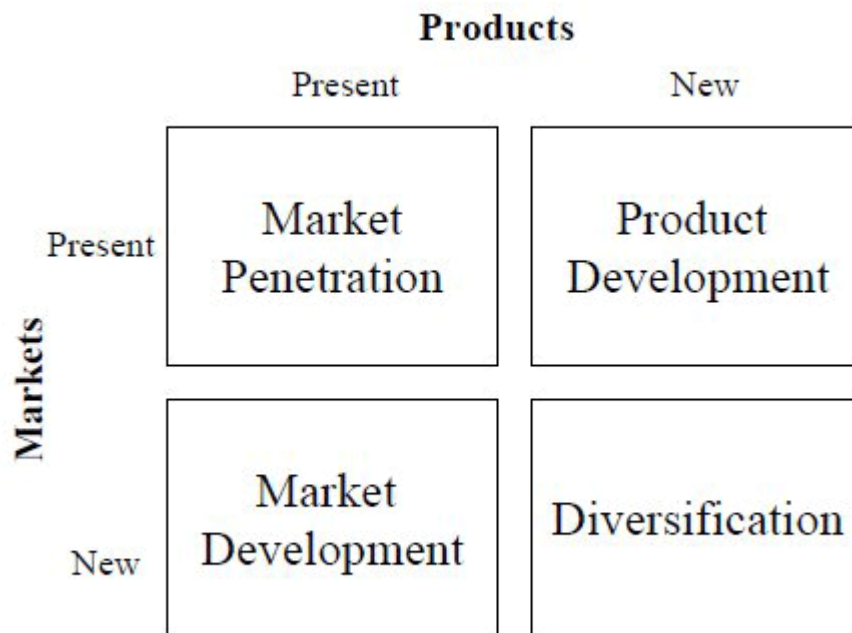 Products
Present New
Market Product
Present
Penetration Development
Markets
Market
Development
Diversification
New